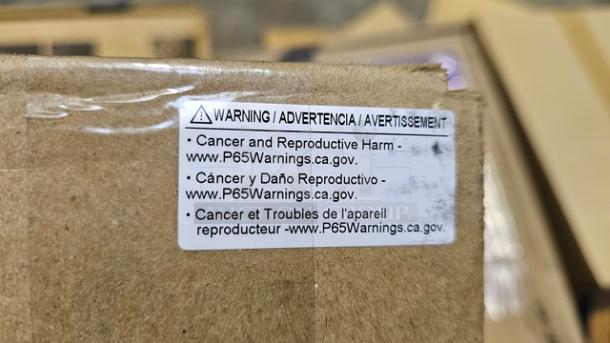 ⚠ WARNING / ADVERTENCIA / AVERTISSEMENT
· Cancer and Reproductive Harm -
www.P65Warnings.ca.gov.
· Cáncer y Daño Reproductivo -
www.P65Warnings.ca.gov.
· Cancer et Troubles de l'apareil
reproducteur -www.P65Warnings.ca.gov.